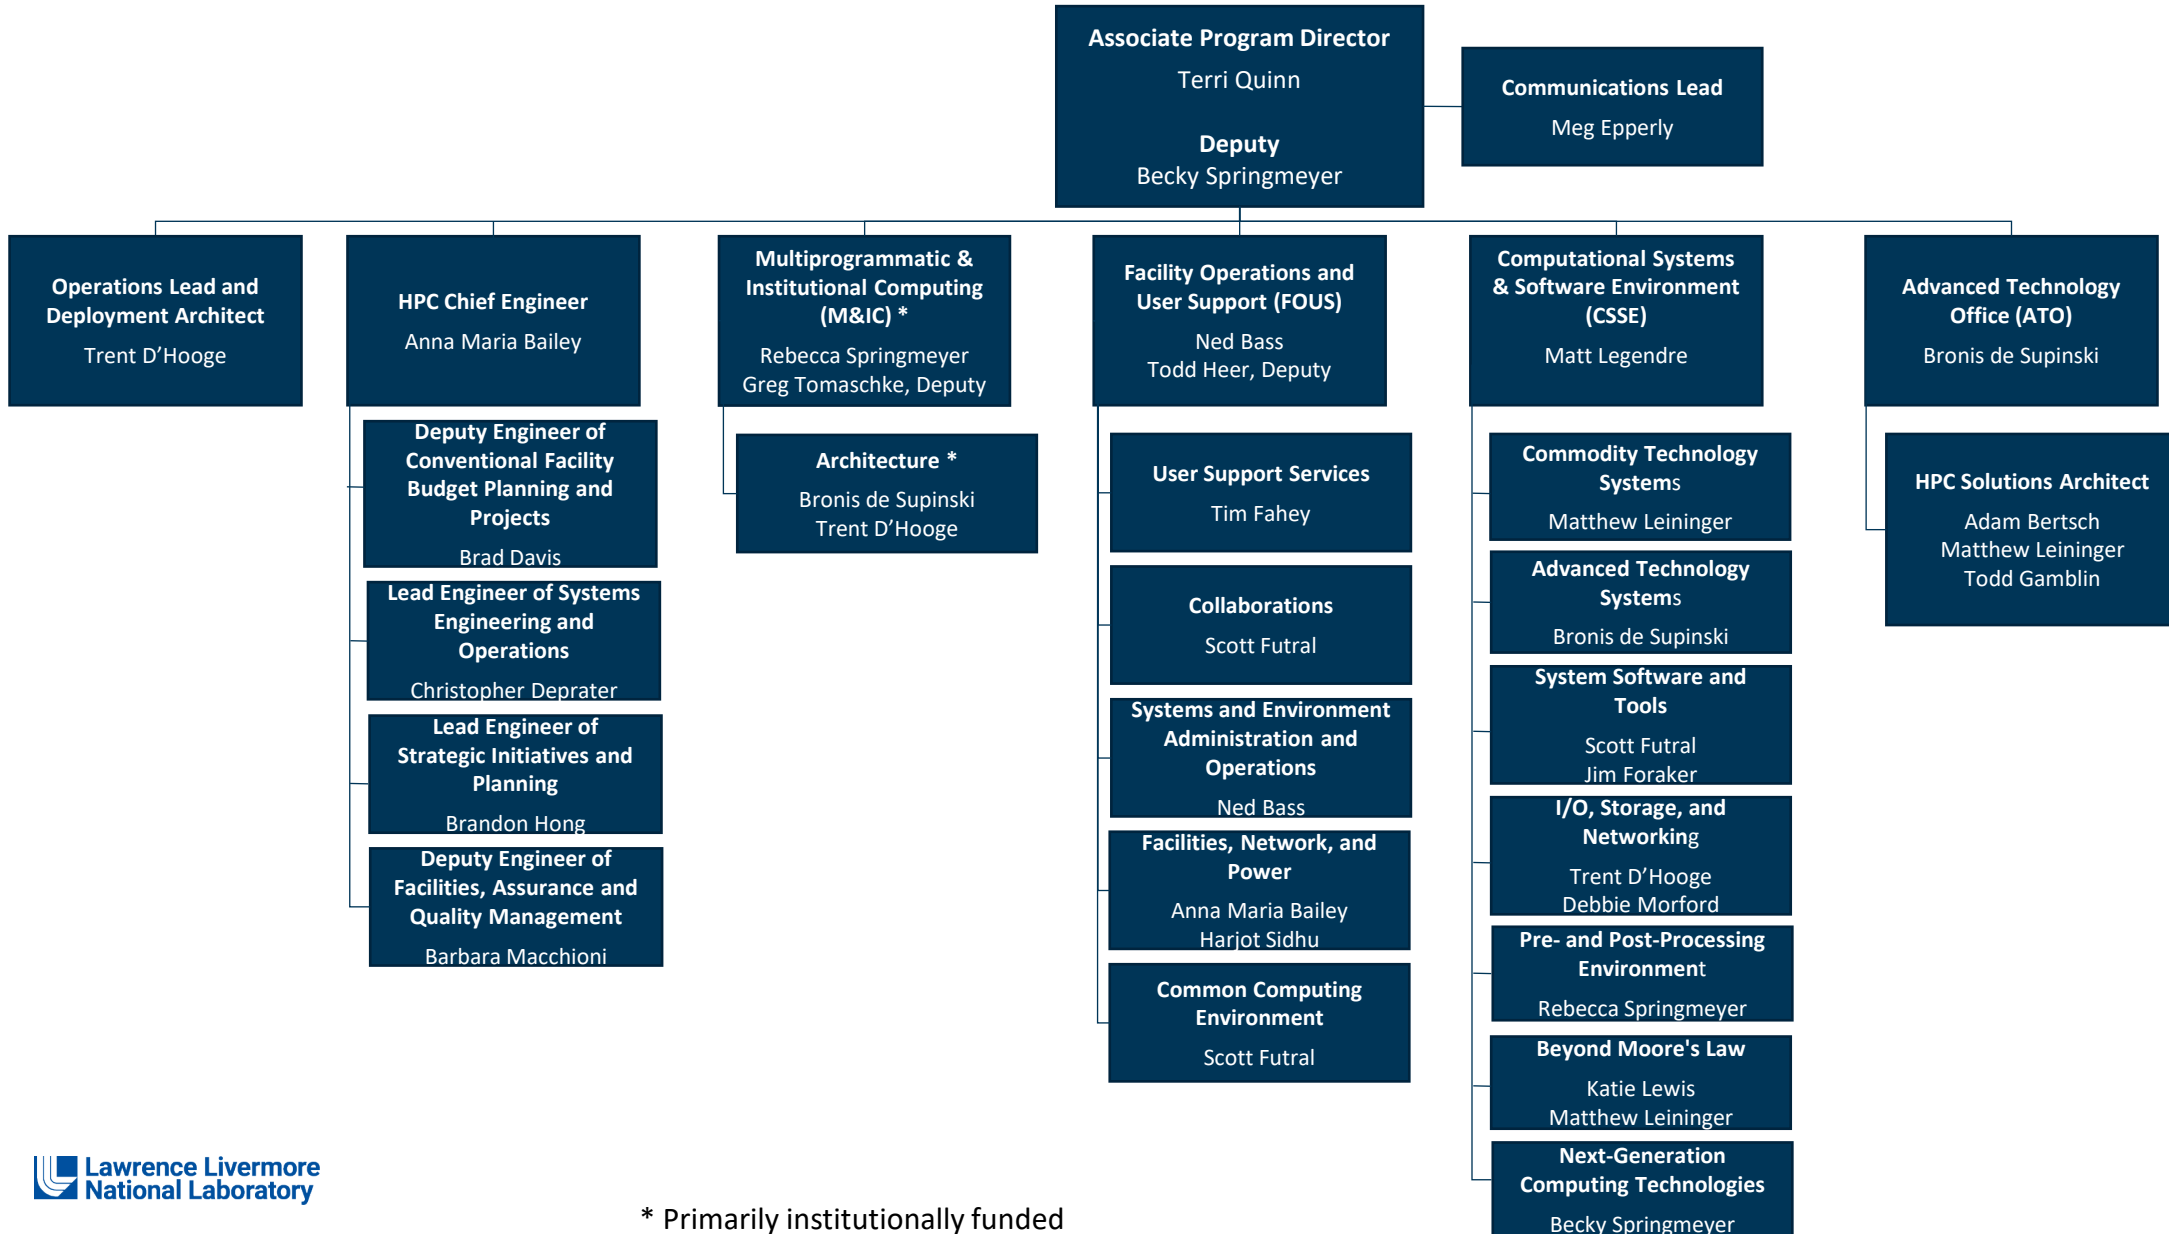 Associate Program Director
Terri Quinn
Deputy
Becky Springmeyer
Communications Lead
Meg Epperly
Operations Lead and
Deployment Architect
Trent D’Hooge
HPC Chief Engineer
Anna Maria Bailey
Deputy Engineer of
Conventional Facility
Budget Planning and
Projects
Brad Davis
Lead Engineer of Systems
Engineering and
Operations
Christopher Deprater
Lead Engineer of
Strategic Initiatives and
Planning
Brandon Hong
Deputy Engineer of
Facilities, Assurance and
Quality Management
Barbara Macchioni
Multiprogrammatic &
Institutional Computing
(M&IC) *
Rebecca Springmeyer
Greg Tomaschke, Deputy
Architecture *
Bronis de Supinski
Trent D’Hooge
Facility Operations and
User Support (FOUS)
Ned Bass
Todd Heer, Deputy
User Support Services
Tim Fahey
Collaborations
Scott Futral
Systems and Environment
Administration and
Operations
Ned Bass
Facilities, Network, and
Power
Anna Maria Bailey
Harjot Sidhu
Common Computing
Environment
Scott Futral
Computational Systems
& Software Environment
(CSSE)
Matt Legendre
Commodity Technology
Systems
Matthew Leininger
Advanced Technology
Systems
Bronis de Supinski
System Software and
Tools
Scott Futral
Jim Foraker
I/O, Storage, and
Networking
Trent D’Hooge
Debbie Morford
Pre- and Post-Processing
Environment
Rebecca Springmeyer
Beyond Moore's Law
Katie Lewis
Matthew Leininger
Next-Generation
Computing Technologies
Becky Springmeyer
Advanced Technology
Office (ATO)
Bronis de Supinski
HPC Solutions Architect
Adam Bertsch
Matthew Leininger
Todd Gamblin
Lawrence Livermore
National Laboratory
* Primarily institutionally funded